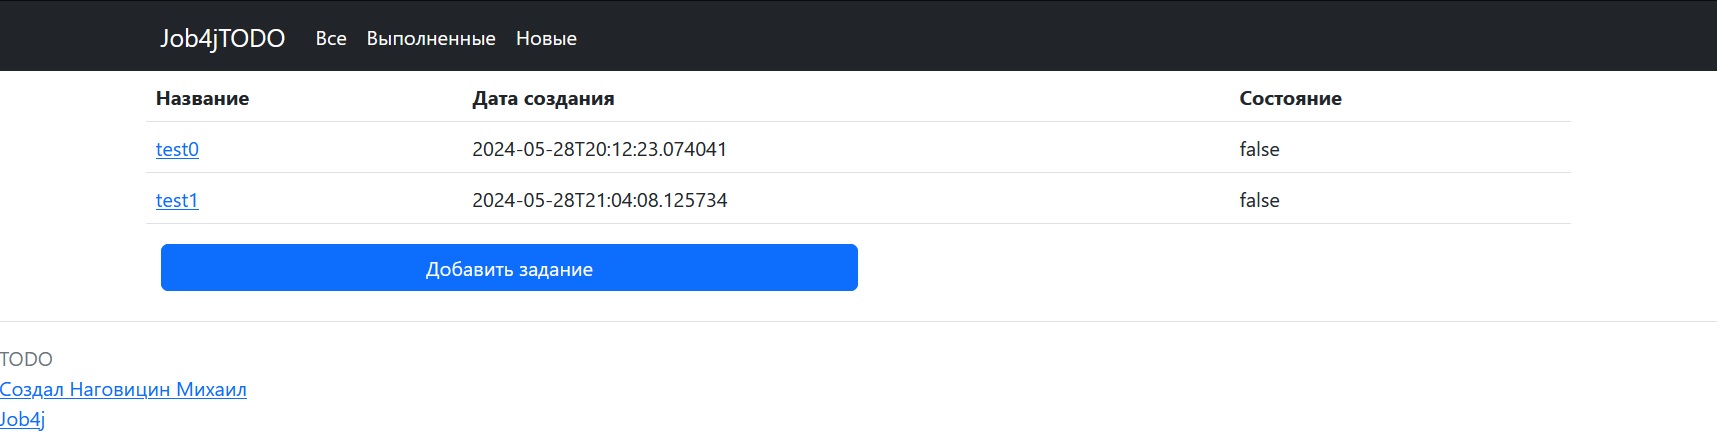 Job4jTODO Все Выполненные Новые
Название Дата создания Состояние
test0 2024-05-28T20:12:23.074041 false
test1 2024-05-28T21:04:08.125734 false
Добавить задание
TODO
Создал Наговицин Михаил
Job4j